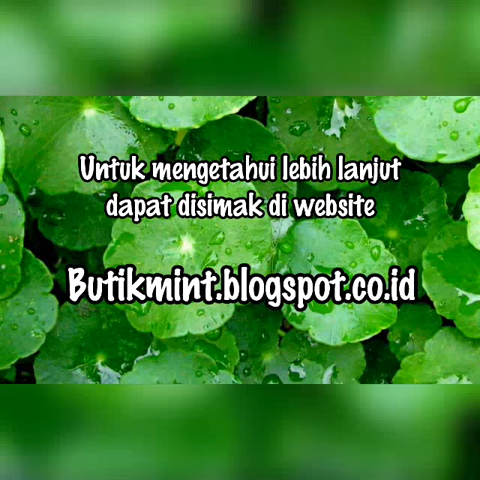 Untuk mengetahui lebih lanjut
dapat disimak di website
Butikmint.blogspot.co.id